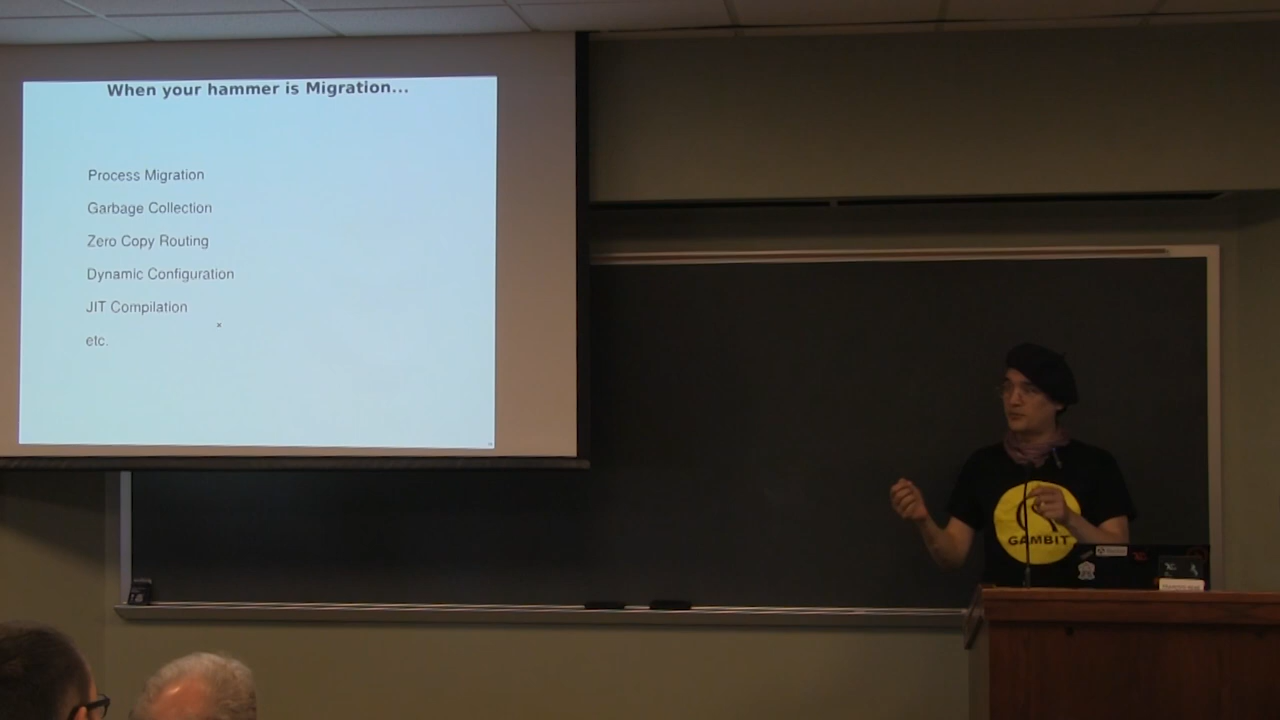 When your hammer is Migration...
Process Migration
Garbage Collection
Zero Copy Routing
Dynamic Configuration
JIT Compilation
etc.
GAMBIT